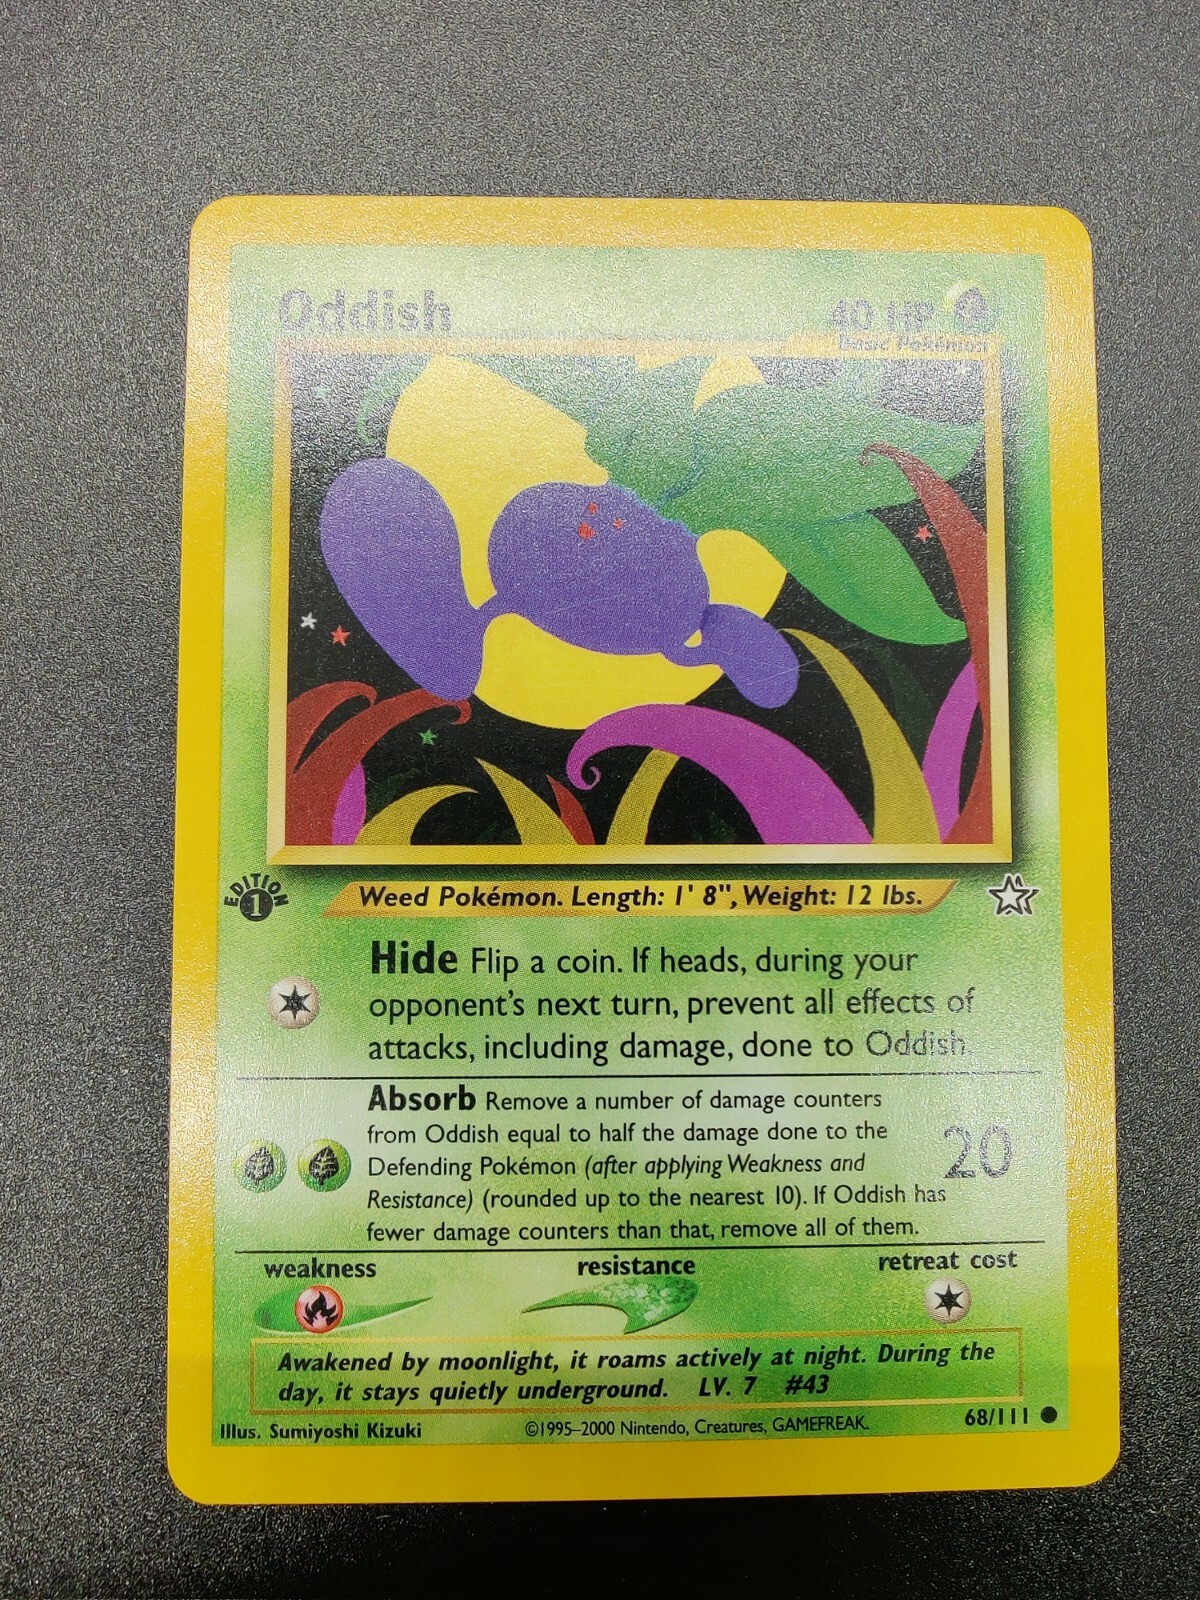 Oddish
40 HP
Basic Pokémon
EDITION
1
Weed Pokémon. Length: 1' 8", Weight: 12 lbs.
Hide Flip a coin. If heads, during your
opponent's next turn, prevent all effects of
attacks, including damage, done to Oddish.
Absorb Remove a number of damage counters
from Oddish equal to half the damage done to the
Defending Pokémon (after applying Weakness and
Resistance) (rounded up to the nearest 10). If Oddish has
fewer damage counters than that, remove all of them.
20
weakness
resistance
retreat cost
Awakened by moonlight, it roams actively at night. During the
day, it stays quietly underground. LV. 7 #43
Illus. Sumiyoshi Kizuki
©1995–2000 Nintendo, Creatures, GAMEFREAK.
68/111